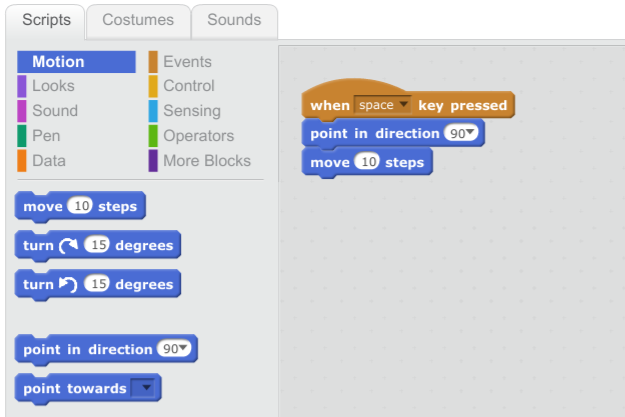 Scripts Costumes Sounds
Motion Events
Looks Control
Sound Sensing
Pen Operators
Data More Blocks
move 10 steps
turn 15 degrees
turn 15 degrees
point in direction 90
point towards
when space key pressed
point in direction 90
move 10 steps